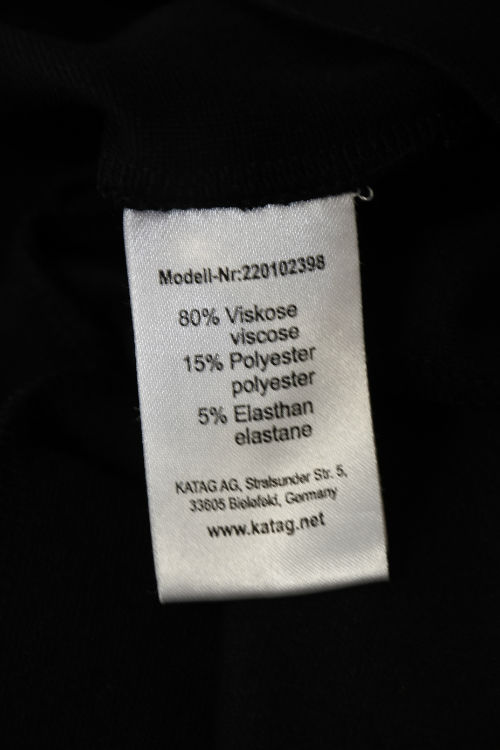 Modell-Nr:220102398
80% Viskose
viscose
15% Polyester
polyester
5% Elasthan
elastane
KATAG AG, Stralsunder Str. 5,
33605 Bielefeld, Germany
www.katag.net